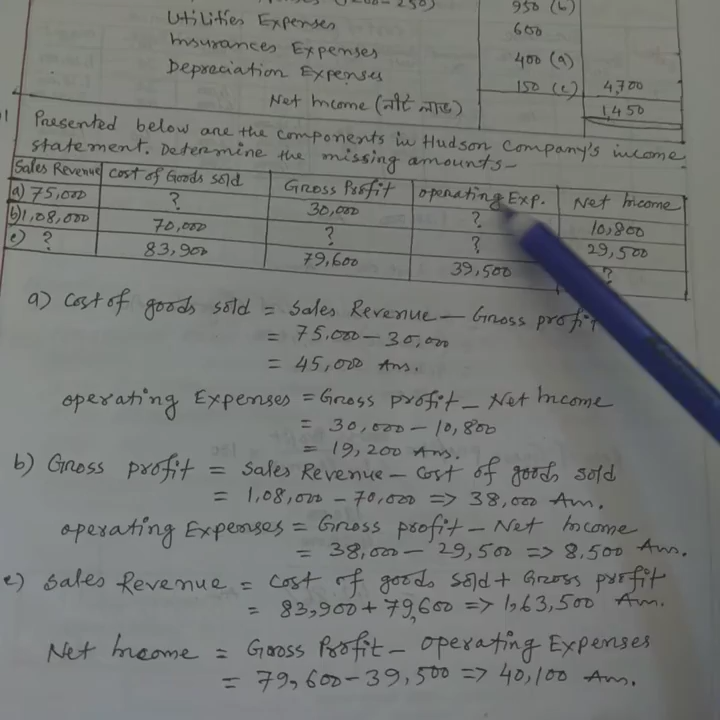 950 (b)
Utilities Expenses 600
Insurances Expenses 400 (a)
Depreciation Expenses 150 (c) 4,700
Net Income (नीट लाभ) 1,450
Presented below are the components in Hudson Company's income
statement. Determine the missing amounts-
Sales Revenue Cost of Goods Sold Gross Profit Operating Exp. Net Income
a) 75,000 ? 30,000 ? 10,800
b) 1,08,000 70,000 ? ? 29,500
c) ? 83,900 79,600 39,500 ?
a) Cost of goods sold = Sales Revenue - Gross profit
= 75,000 - 30,000
= 45,000 Ans.
Operating Expenses = Gross profit - Net Income
= 30,000 - 10,800
= 19,200 Ans.
b) Gross profit = Sales Revenue - Cost of goods sold
= 1,08,000 - 70,000 => 38,000 Ans.
Operating Expenses = Gross profit - Net Income
= 38,000 - 29,500 => 8,500 Ans.
c) Sales Revenue = Cost of goods sold + Gross profit
= 83,900 + 79,600 => 1,63,500 Ans.
Net Income = Gross Profit - Operating Expenses
= 79,600 - 39,500 => 40,100 Ans.